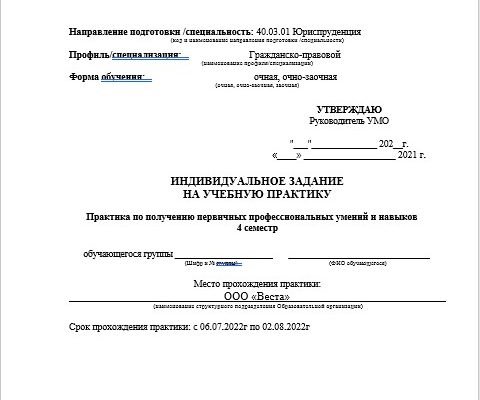 Направление подготовки /специальность: 40.03.01 Юриспруденция
(код и наименование направления подготовки /специальности)
Профиль/специализация: Гражданско-правовой
(наименование профиля/специализации)
Форма обучения: очная, очно-заочная
(очная, очно-заочная, заочная)
УТВЕРЖДАЮ
Руководитель УМО
"___"______________ 202__г.
«____» ____________________ 2021 г.
ИНДИВИДУАЛЬНОЕ ЗАДАНИЕ
НА УЧЕБНУЮ ПРАКТИКУ
Практика по получению первичных профессиональных умений и навыков
4 семестр
обучающегося группы ____________________ ______________________________
(Шифр и № группы) (ФИО обучающегося)
Место прохождения практики:
ООО «Веста»
(наименование структурного подразделения Образовательной организации)
Срок прохождения практики: с 06.07.2022г по 02.08.2022г